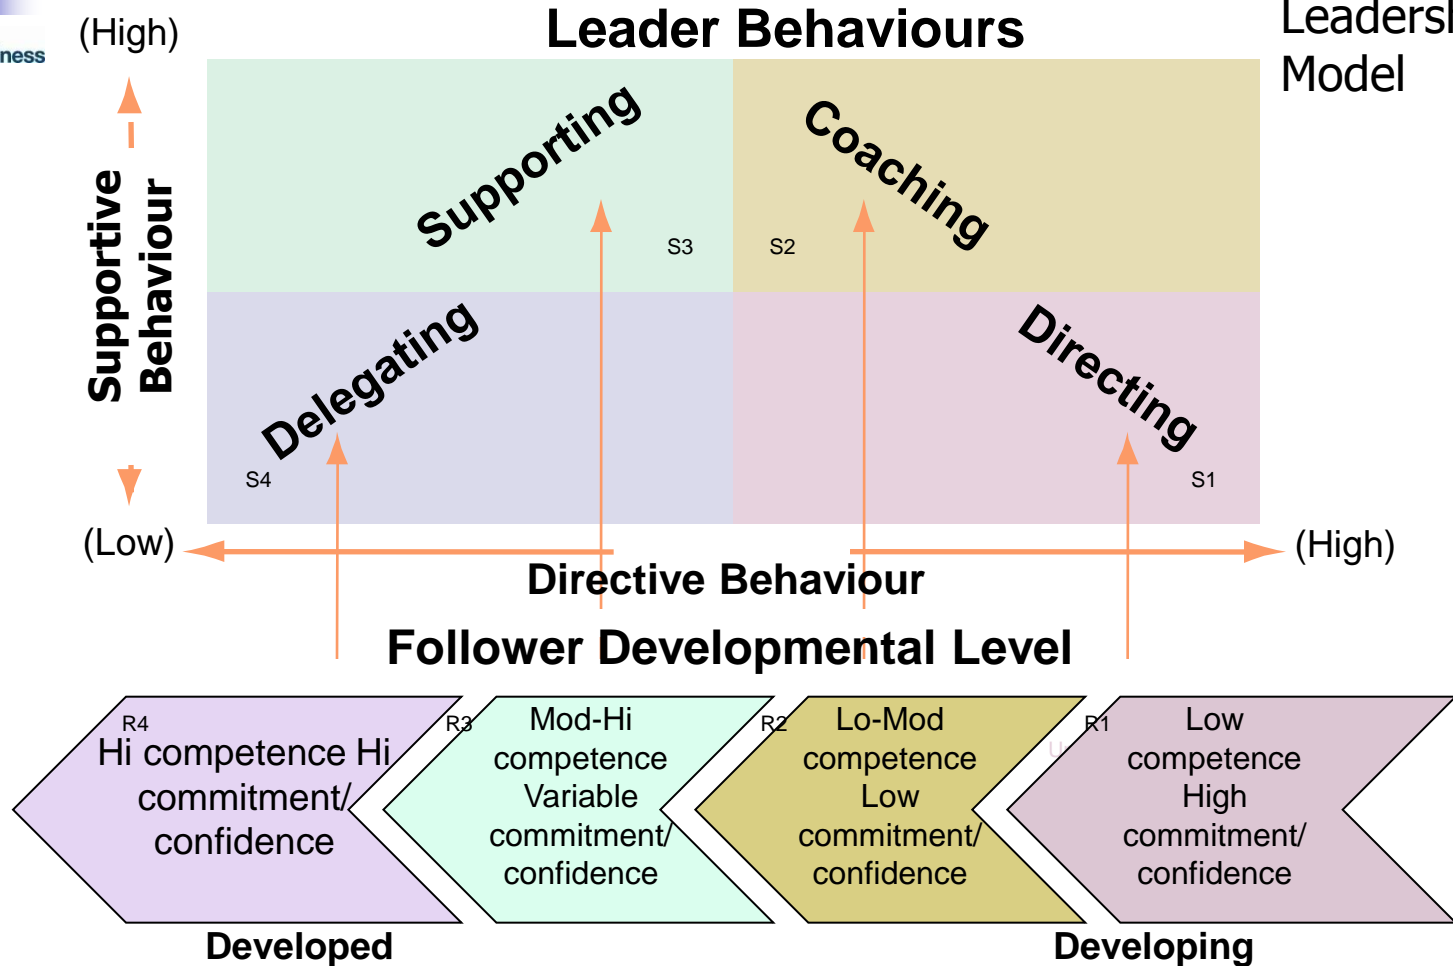 (High)
Leader Behaviours
Model
ness
Supporting
Coaching
S3
S2
Supportive
Behaviour
Delegating
Directing
S4
S1
(Low)
(High)
Directive Behaviour
Follower Developmental Level
R4
Hi competence Hi
commitment/
confidence
R3
Mod-Hi
competence
Variable
commitment/
confidence
R2
Lo-Mod
competence
Low
commitment/
confidence
R1
Low
competence
High
commitment/
confidence
Developed
Developing